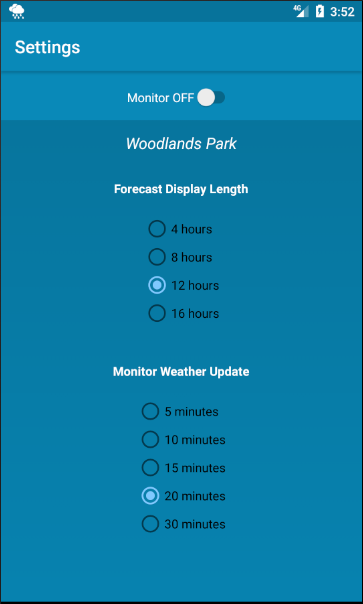 4G 3:52
Settings
Monitor OFF
Woodlands Park
Forecast Display Length
4 hours
8 hours
12 hours
16 hours
Monitor Weather Update
5 minutes
10 minutes
15 minutes
20 minutes
30 minutes